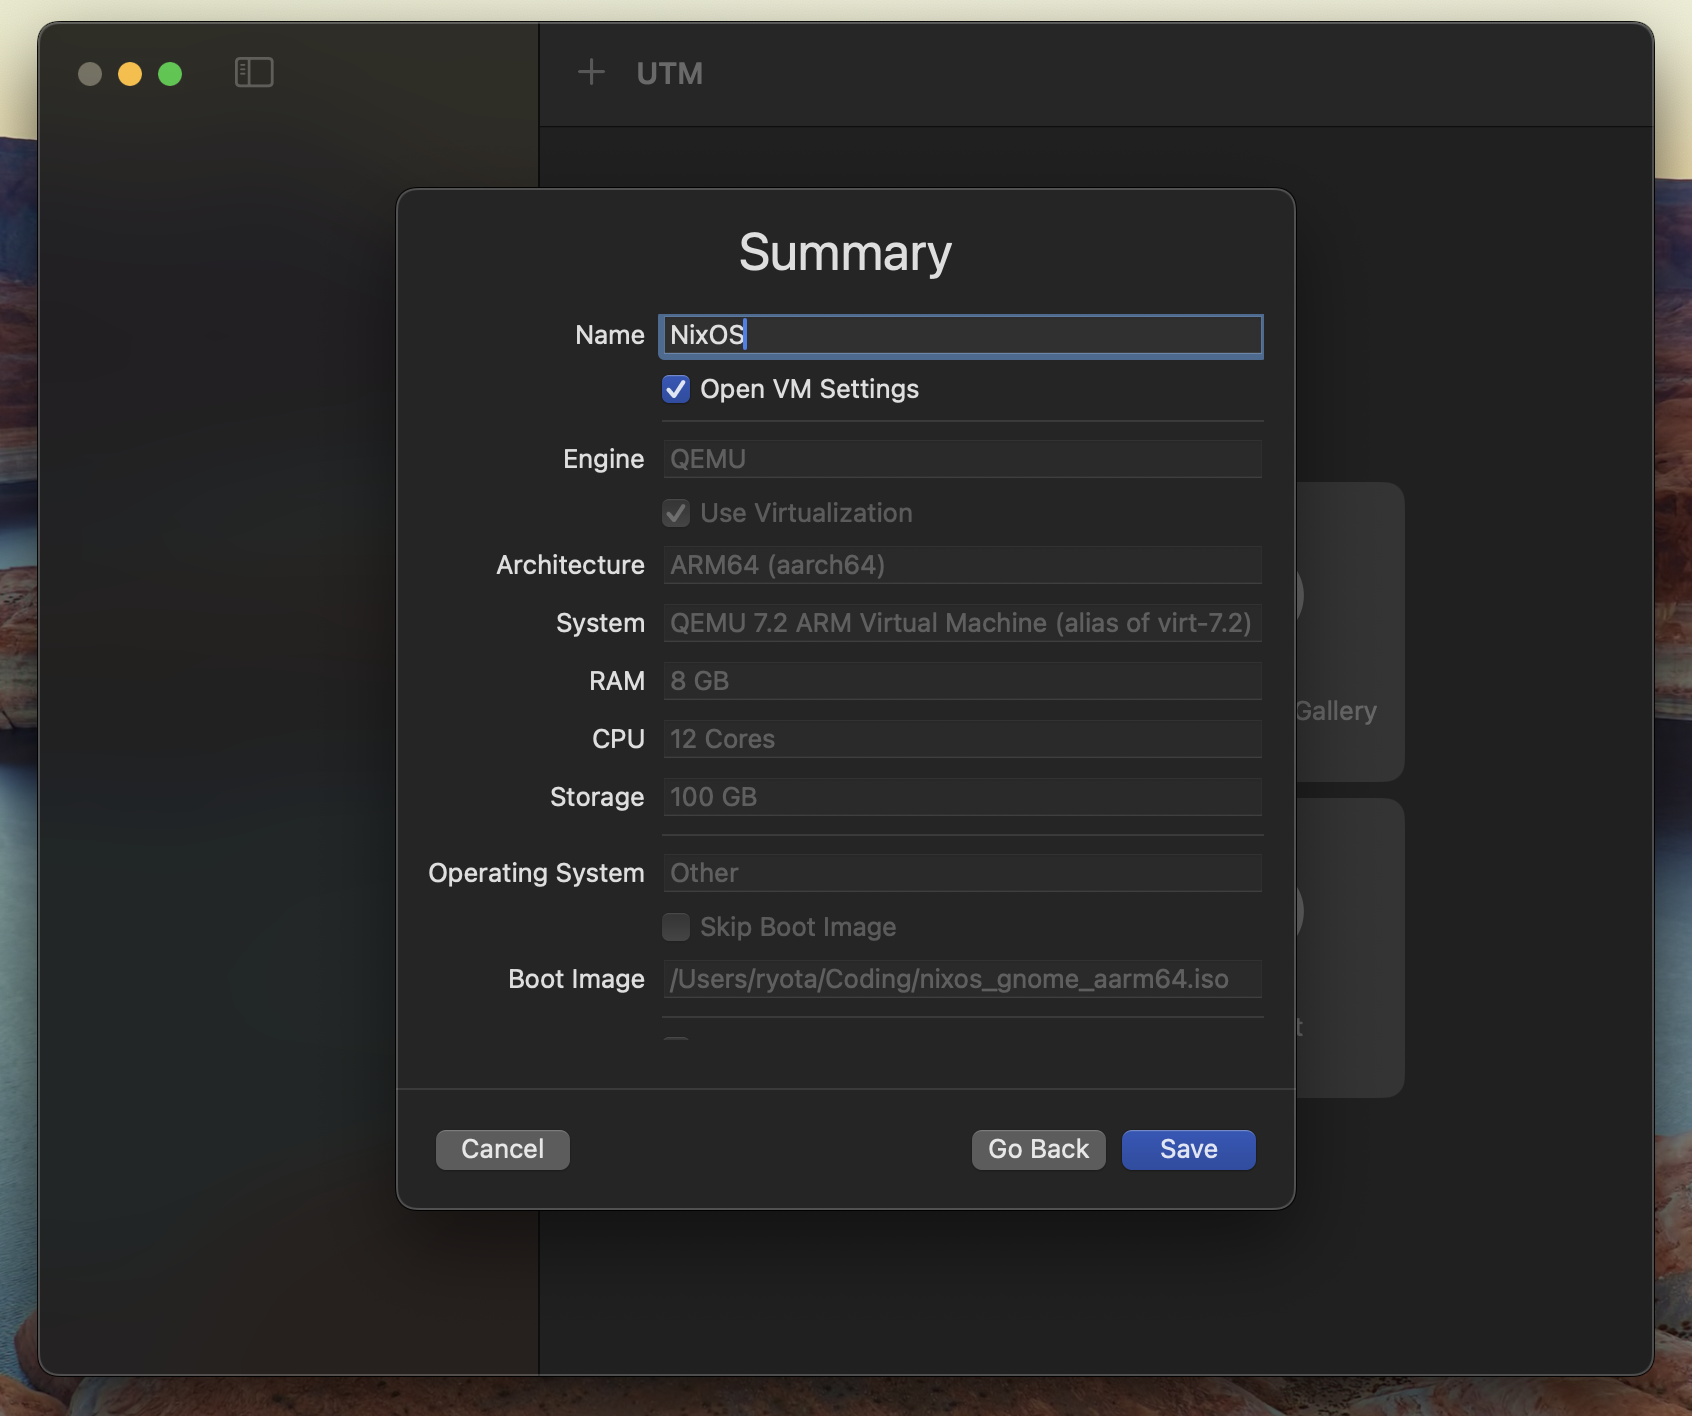 UTM
Summary
Name NixOS
Open VM Settings
Engine QEMU
Use Virtualization
Architecture ARM64 (aarch64)
System QEMU 7.2 ARM Virtual Machine (alias of virt-7.2)
RAM 8 GB
Gallery
CPU 12 Cores
Storage 100 GB
Operating System Other
Skip Boot Image
Boot Image /Users/ryota/Coding/nixos_gnome_aarm64.iso
t
Cancel Go Back Save